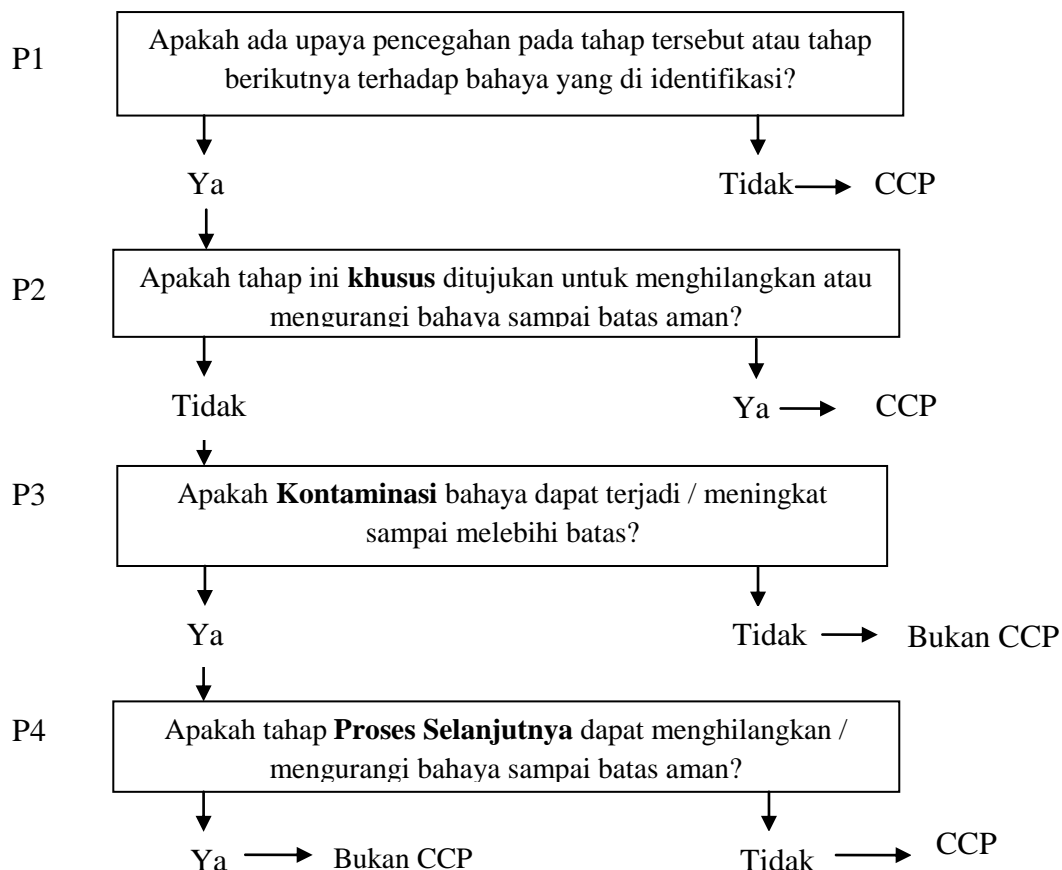 P1
Apakah ada upaya pencegahan pada tahap tersebut atau tahap
berikutnya terhadap bahaya yang di identifikasi?
Ya
Tidak
CCP
P2
Apakah tahap ini khusus ditujukan untuk menghilangkan atau
mengurangi bahaya sampai batas aman?
Tidak
Ya
CCP
P3
Apakah Kontaminasi bahaya dapat terjadi / meningkat
sampai melebihi batas?
Ya
Tidak
Bukan CCP
P4
Apakah tahap Proses Selanjutnya dapat menghilangkan /
mengurangi bahaya sampai batas aman?
Ya
Bukan CCP
Tidak
CCP